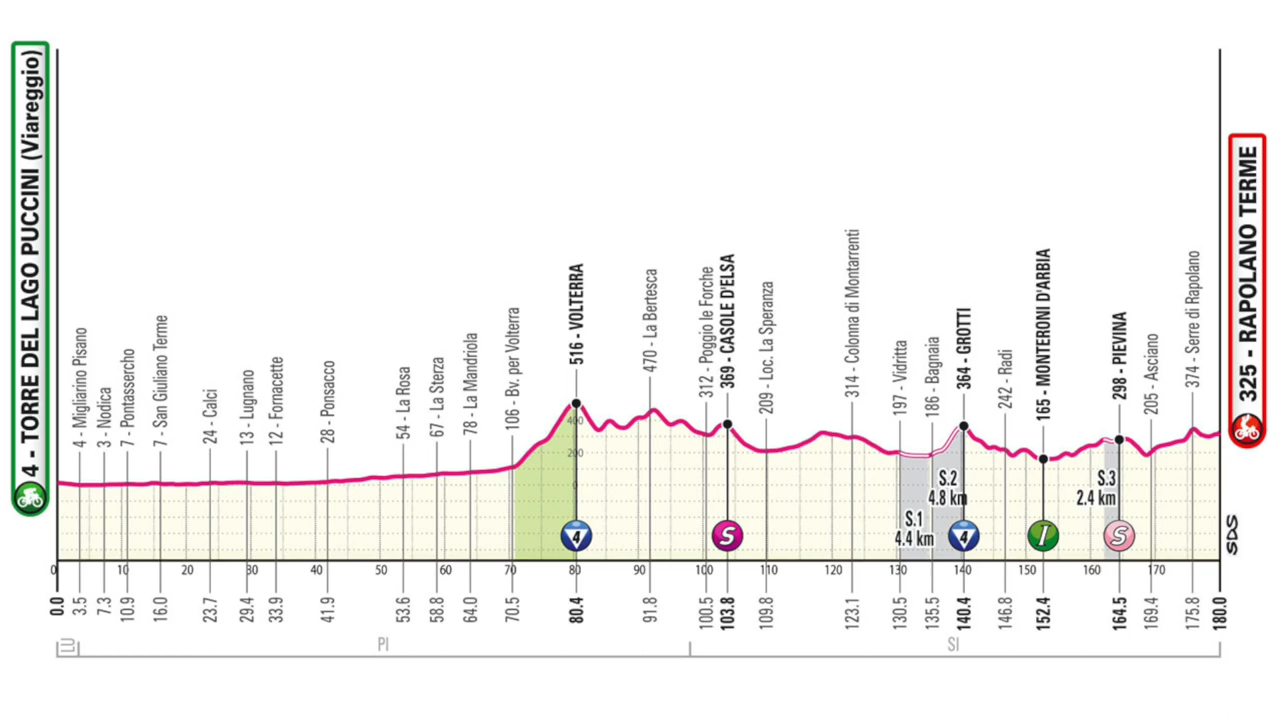 4 - TORRE DEL LAGO PUCCINI (Viareggio)
4 - Migliarino Pisano
3 - Nodica
7 - Pontassercho
7 - San Giuliano Terme
24 - Calci
13 - Lugnano
12 - Fornacette
28 - Ponsacco
54 - La Rosa
67 - La Sterza
78 - La Mandriola
106 - Bv. per Volterra
516 - VOLTERRA
470 - La Bertesca
312 - Poggio le Forche
369 - CASOLE D'ELSA
209 - Loc. La Speranza
314 - Colonna di Montarrenti
197 - Vidritta
186 - Bagnaia
364 - GROTTI
242 - Radi
165 - MONTERONI D'ARBIA
298 - PIEVINA
205 - Asciano
374 - Serre di Rapolano
325 - RAPOLANO TERME
400
200
0
S.1
4.4 km
S.2
4.8 km
S.3
2.4 km
4
S
4
I
S
SDS
0 10 20 30 40 50 60 70 80 90 100 110 120 130 140 150 160 170
0.0
3.5
7.3
10.9
16.0
23.7
29.4
33.9
41.9
53.6
58.8
64.0
70.5
80.4
91.8
100.5
103.8
109.8
123.1
130.5
135.5
140.4
146.8
152.4
164.5
169.4
175.8
180.0
LU
PI
SI